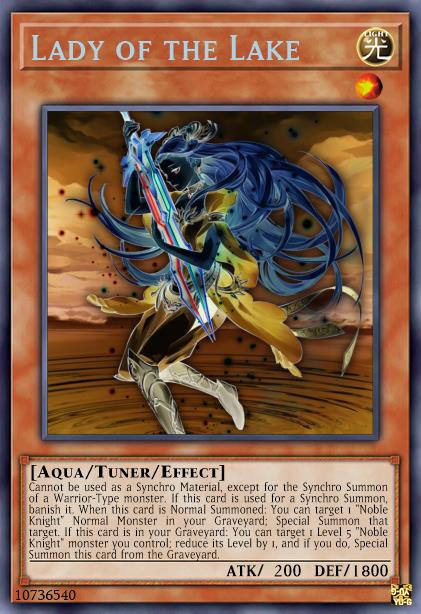 LADY OF THE LAKE
LIGHT
光
[AQUA/TUNER/EFFECT]
Cannot be used as a Synchro Material, except for the Synchro Summon
of a Warrior-Type monster. If this card is used for a Synchro Summon,
banish it. When this card is Normal Summoned: You can target 1 "Noble
Knight" Normal Monster in your Graveyard; Special Summon that
target. If this card is in your Graveyard: You can target 1 Level 5 "Noble
Knight" monster you control; reduce its Level by 1, and if you do, Special
Summon this card from the Graveyard.
ATK/ 200 DEF/1800
10736540